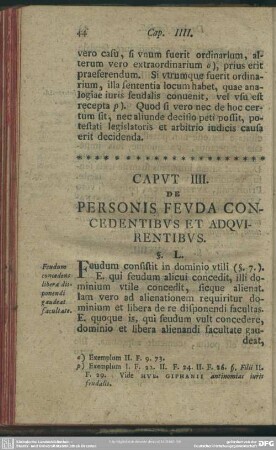 44 Cap. IIII.
vero casu, si vnum fuerit ordinarium, al-
terum vero extraordinarium o), prius erit
praeferendum. Si vtrumque fuerit ordina-
rium, illa sententia locum habet, quae ana-
logiae iuris feudalis conuenit, vel vsu est
recepta p). Quod si vero nec de hoc cer-
tum sit, nec aliunde decisio peti possit, po-
testati legislatoris et arbitrio iudicis causa
erit decidenda.
CAPVT IIII.
DE
PERSONIS FEVDA CON-
CEDENTIBVS ET ADQVI-
RENTIBVS.
§. L.
Feudum
concedens
libera dis-
ponendi
gaudeat
facultate.
Feudum consistit in dominio vtili (§. 7.).
E. qui feudum alicui concedit, illi do-
minium vtile concedit, sicque alienat.
Iam vero ad alienationem requiritur do-
minium et libera de re disponendi facultas.
E. quoque is, qui feudum vult concedere,
dominio et libera alienandi facultate gau-
deat,
o) Exemplum II. F. 9. 73.
p) Exempla I. F. 22. II. F. 24. II. F. 26. §. Filii II.
F. 29. Vide HVB. GIPHANII antinomias iuris
feudalis.